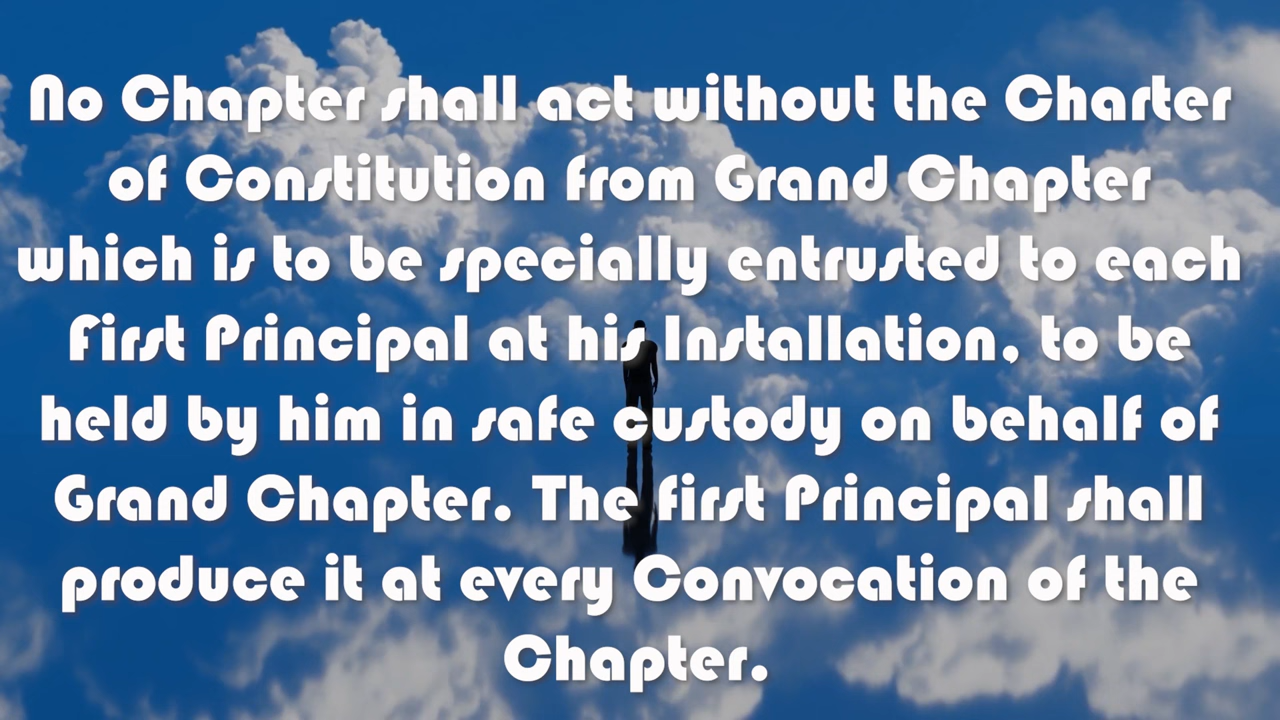 No Chapter shall act without the Charter
of Constitution from Grand Chapter
which is to be specially entrusted to each
First Principal at his Installation, to be
held by him in safe custody on behalf of
Grand Chapter. The first Principal shall
produce it at every Convocation of the
Chapter.